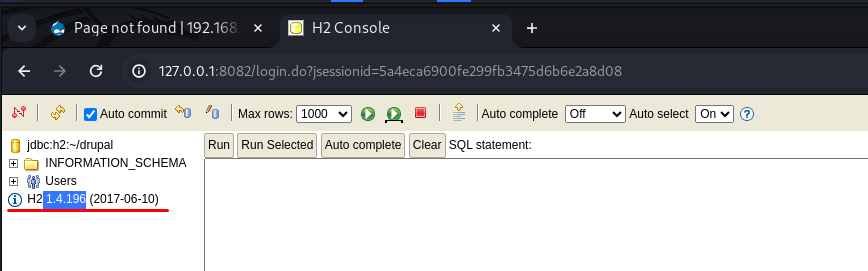 Page not found | 192.168.
H2 Console
127.0.0.1:8082/login.do?jsessionid=5a4eca6900fe299fb3475d6b6e2a8d08
Auto commit Max rows: 1000 Auto complete Off Auto select On
jdbc:h2:~/drupal
Run Run Selected Auto complete Clear SQL statement:
INFORMATION_SCHEMA
Users
H2 1.4.196 (2017-06-10)